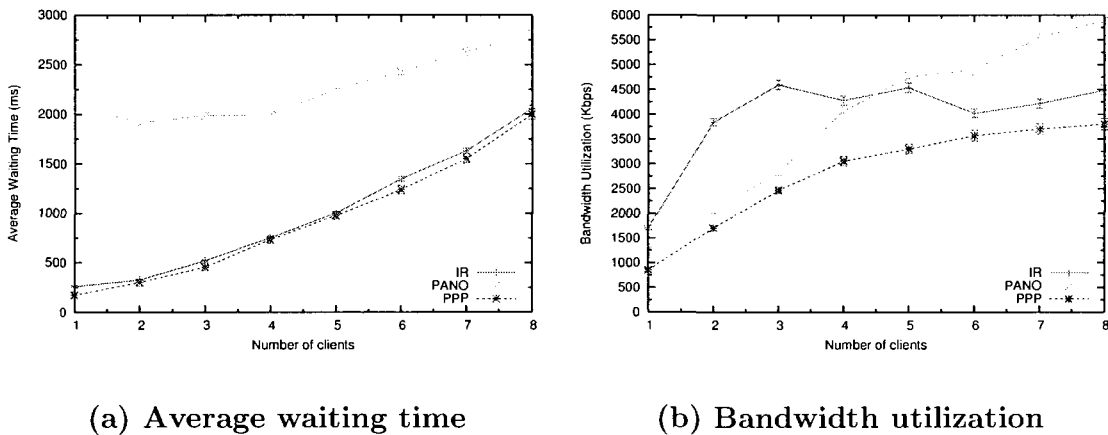 3000
2500
2000
1500
1000
500
0
Average Waiting Time (ms)
IR
PANO
PPP
1 2 3 4 5 6 7 8
Number of clients
(a) Average waiting time
6000
5500
5000
4500
4000
3500
3000
2500
2000
1500
1000
500
0
Bandwidth Utilization (Kbps)
IR
PANO
PPP
1 2 3 4 5 6 7 8
Number of clients
(b) Bandwidth utilization